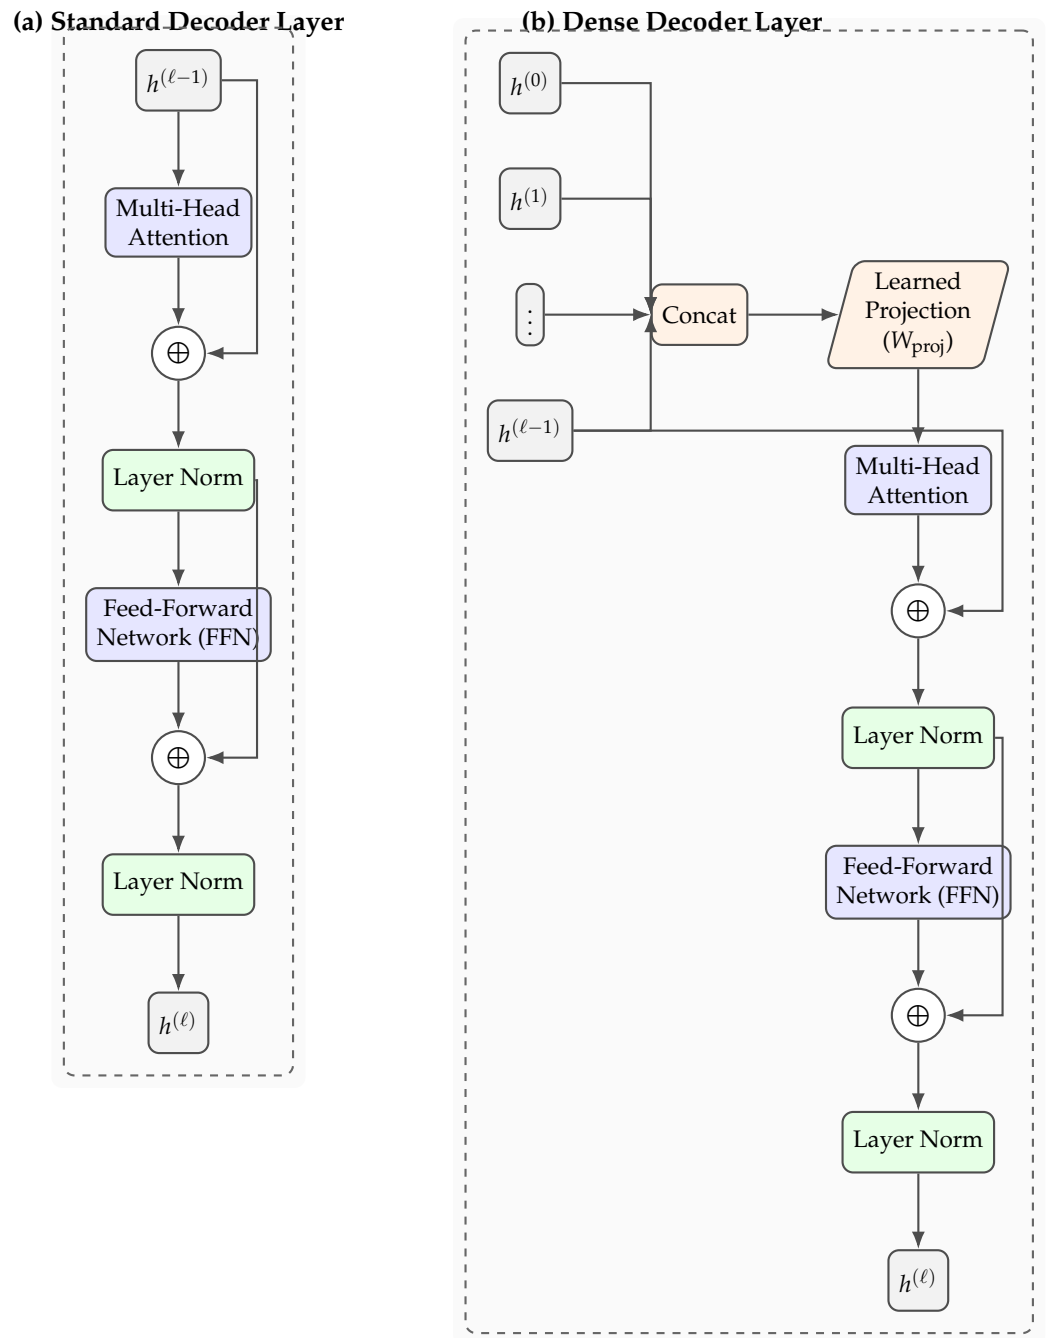 (a) Standard Decoder Layer
h^(ℓ−1)
Multi-Head
Attention
⊕
Layer Norm
Feed-Forward
Network (FFN)
⊕
Layer Norm
h^(ℓ)
(b) Dense Decoder Layer
h^(0)
h^(1)
⋮
h^(ℓ−1)
Concat
Learned
Projection
(W_proj)
Multi-Head
Attention
⊕
Layer Norm
Feed-Forward
Network (FFN)
⊕
Layer Norm
h^(ℓ)